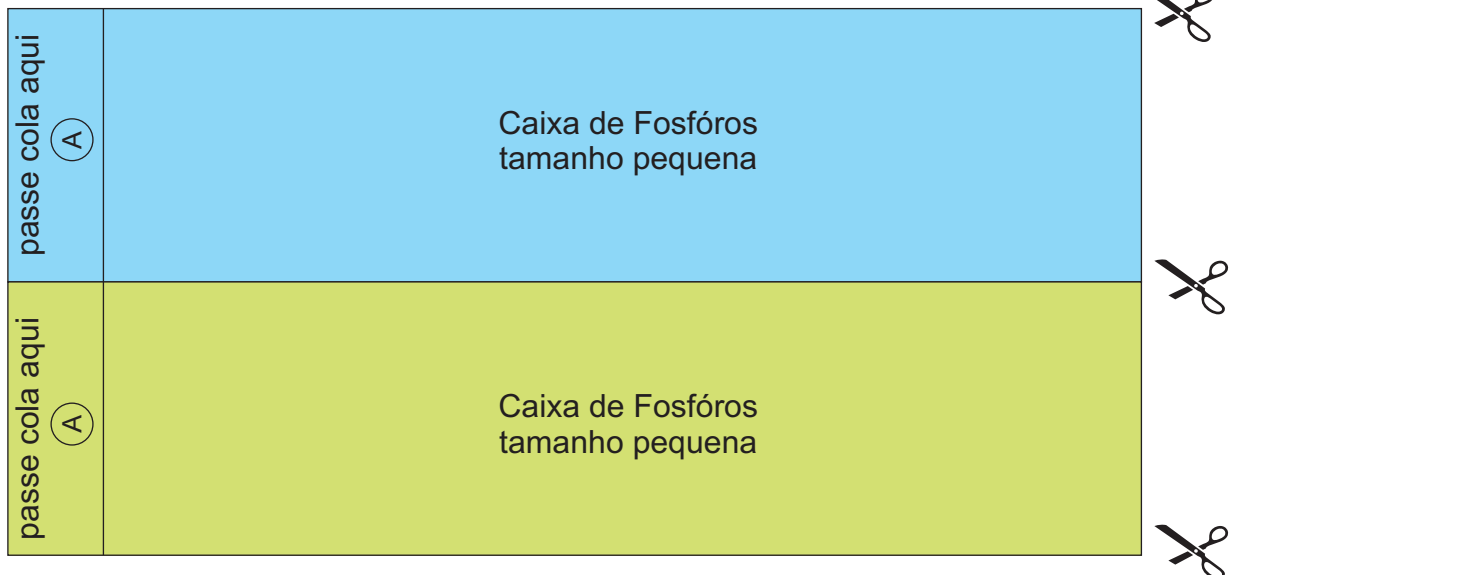 passe cola aqui
A
Caixa de Fosfóros
tamanho pequena
passe cola aqui
A
Caixa de Fosfóros
tamanho pequena